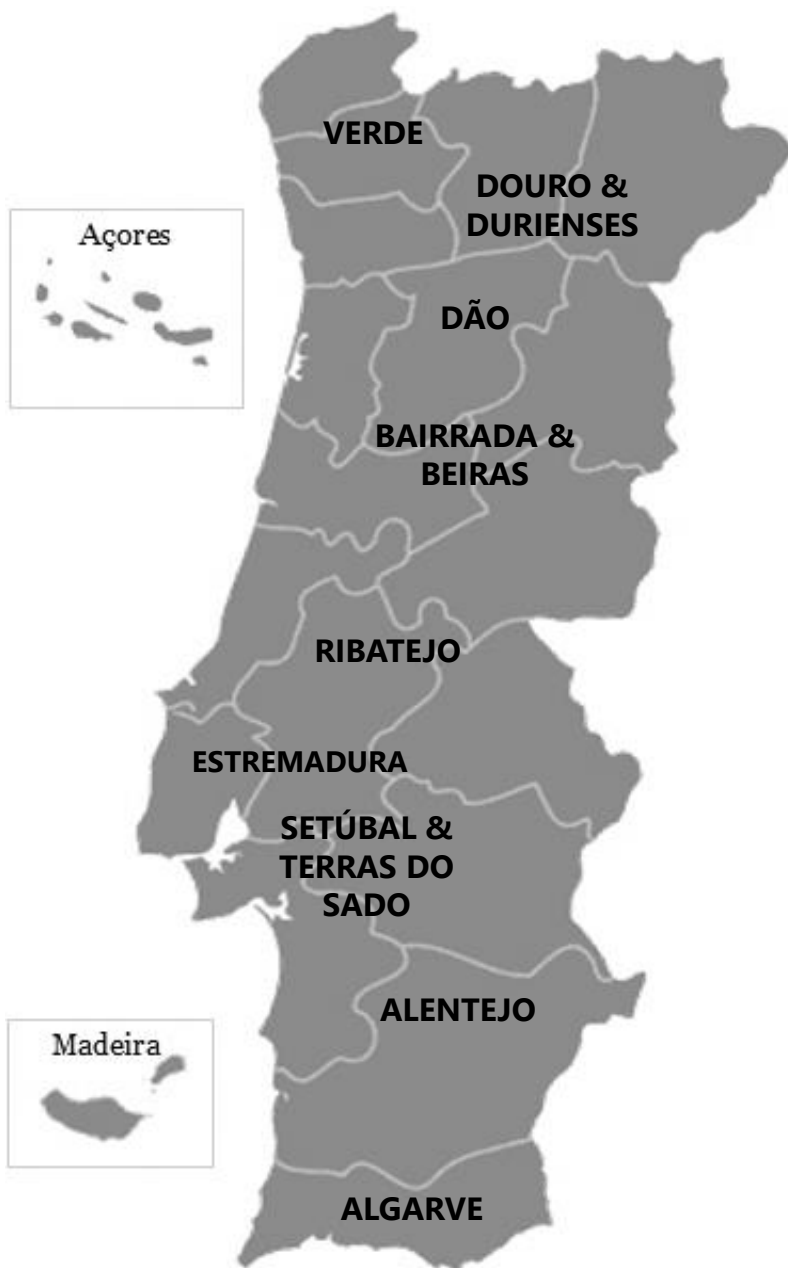 VERDE
DOURO &
DURIENSES
Açores
DÃO
BAIRRADA &
BEIRAS
RIBATEJO
ESTREMADURA
SETÚBAL &
TERRAS DO
SADO
ALENTEJO
Madeira
ALGARVE